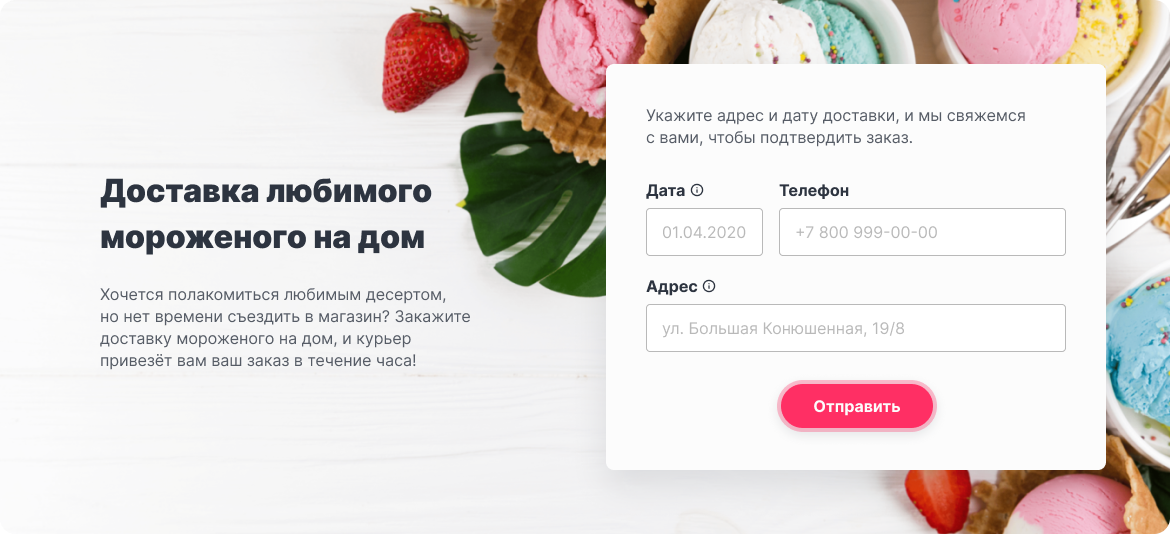 Доставка любимого
мороженого на дом
Хочется полакомиться любимым десертом,
но нет времени съездить в магазин? Закажите
доставку мороженого на дом, и курьер
привезёт вам ваш заказ в течение часа!
Укажите адрес и дату доставки, и мы свяжемся
с вами, чтобы подтвердить заказ.
Дата
Телефон
01.04.2020
+7 800 999-00-00
Адрес
ул. Большая Конюшенная, 19/8
Отправить